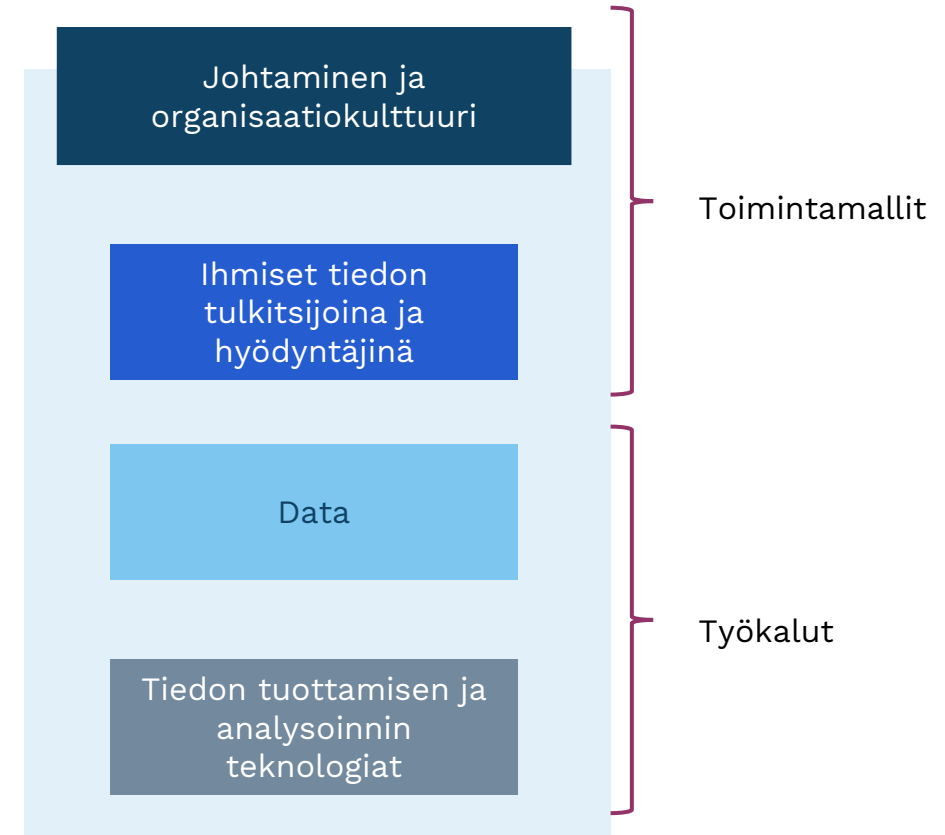 Johtaminen ja
organisaatiokulttuuri
Toimintamallit
Ihmiset tiedon
tulkitsijoina ja
hyödyntäjinä
Data
Työkalut
Tiedon tuottamisen ja
analysoinnin
teknologiat